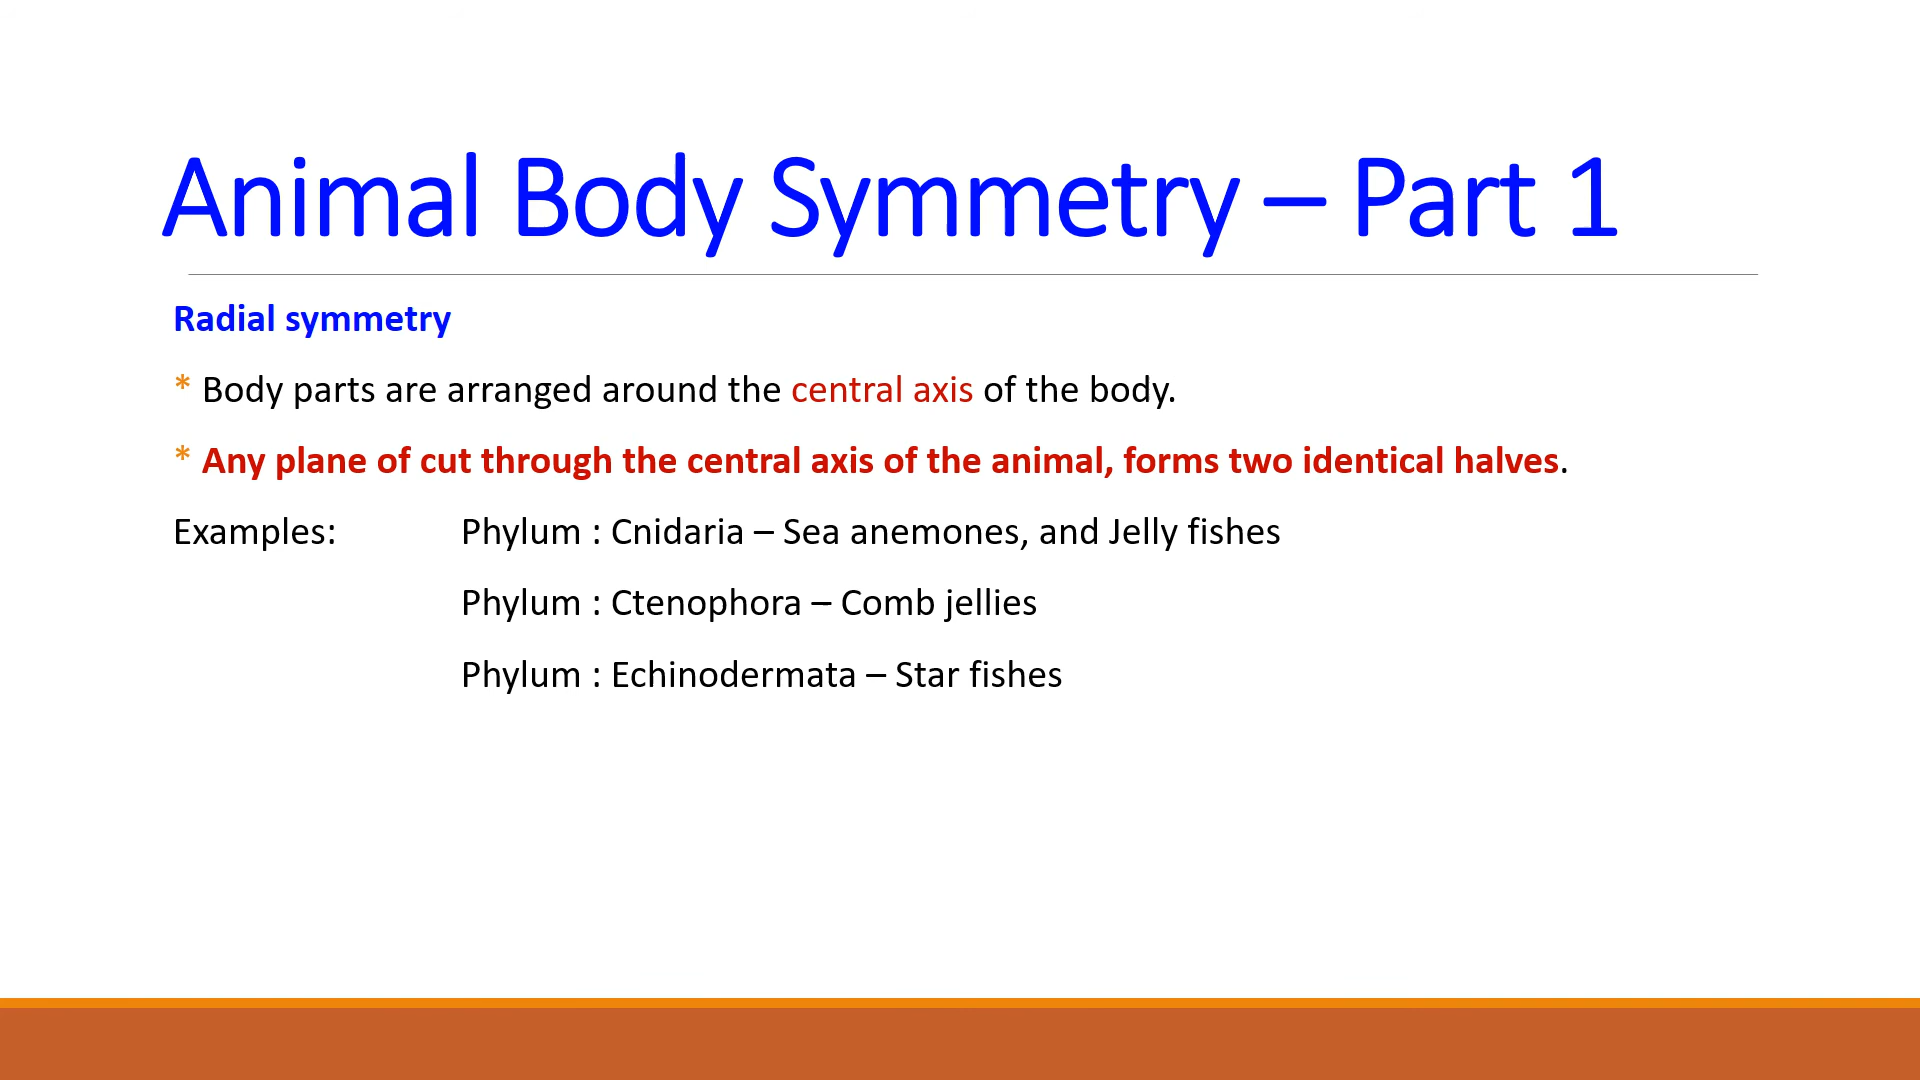 Animal Body Symmetry – Part 1
Radial symmetry
* Body parts are arranged around the central axis of the body.
* Any plane of cut through the central axis of the animal, forms two identical halves.
Examples: Phylum : Cnidaria – Sea anemones, and Jelly fishes
Phylum : Ctenophora – Comb jellies
Phylum : Echinodermata – Star fishes